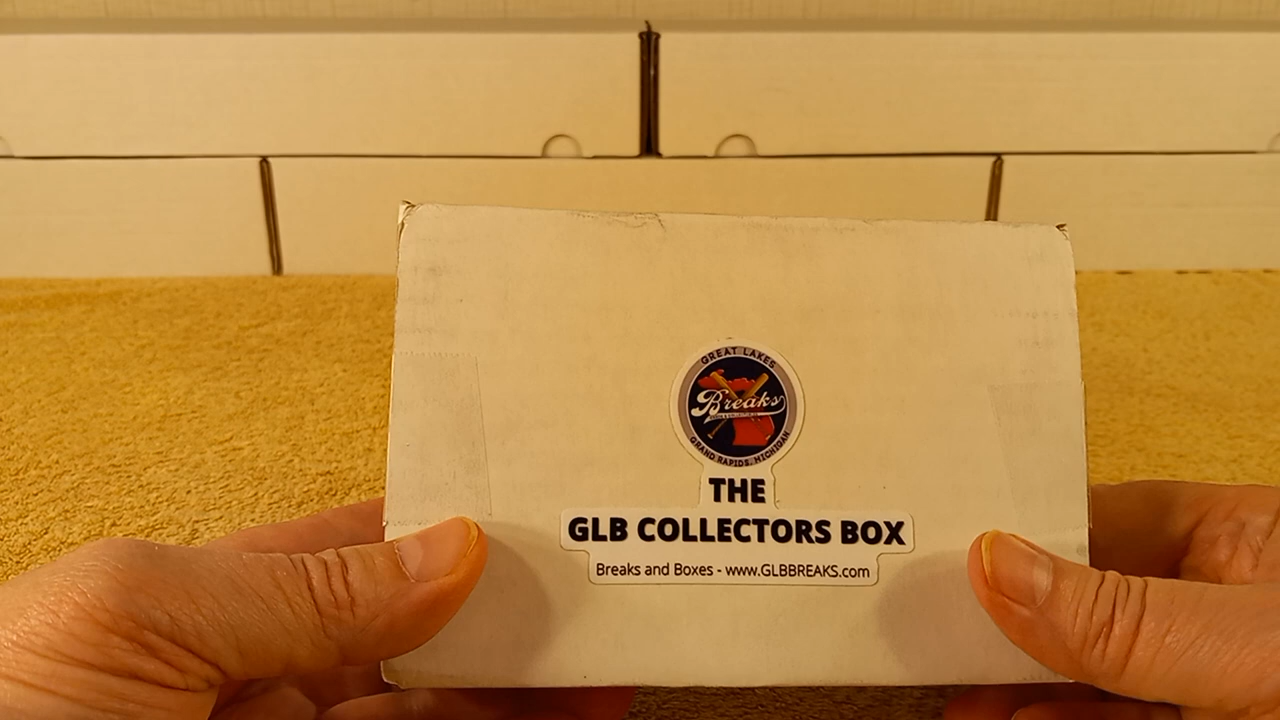 GREAT LAKES
Breaks
GRAND RAPIDS, MICHIGAN
THE
GLB COLLECTORS BOX
Breaks and Boxes - www.GLBBREAKS.com